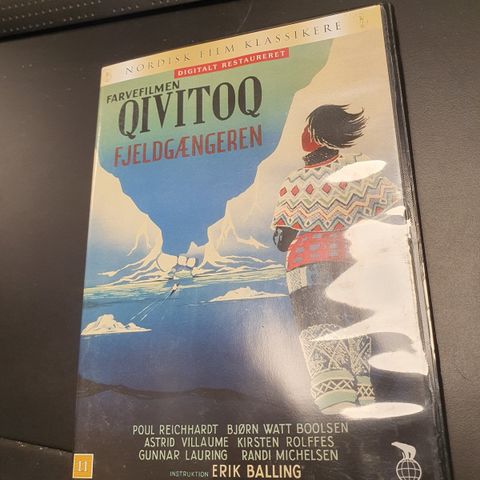 NORDISK FILM KLASSIKERE
DIGITALT RESTAURERET
FARVEFILMEN
QIVITOQ
FJELDGÆNGEREN
POUL REICHHARDT BJØRN WATT BOOLSEN
ASTRID VILLAUME KIRSTEN ROLFFES
GUNNAR LAURING RANDI MICHELSEN
INSTRUKTION ERIK BALLING
11